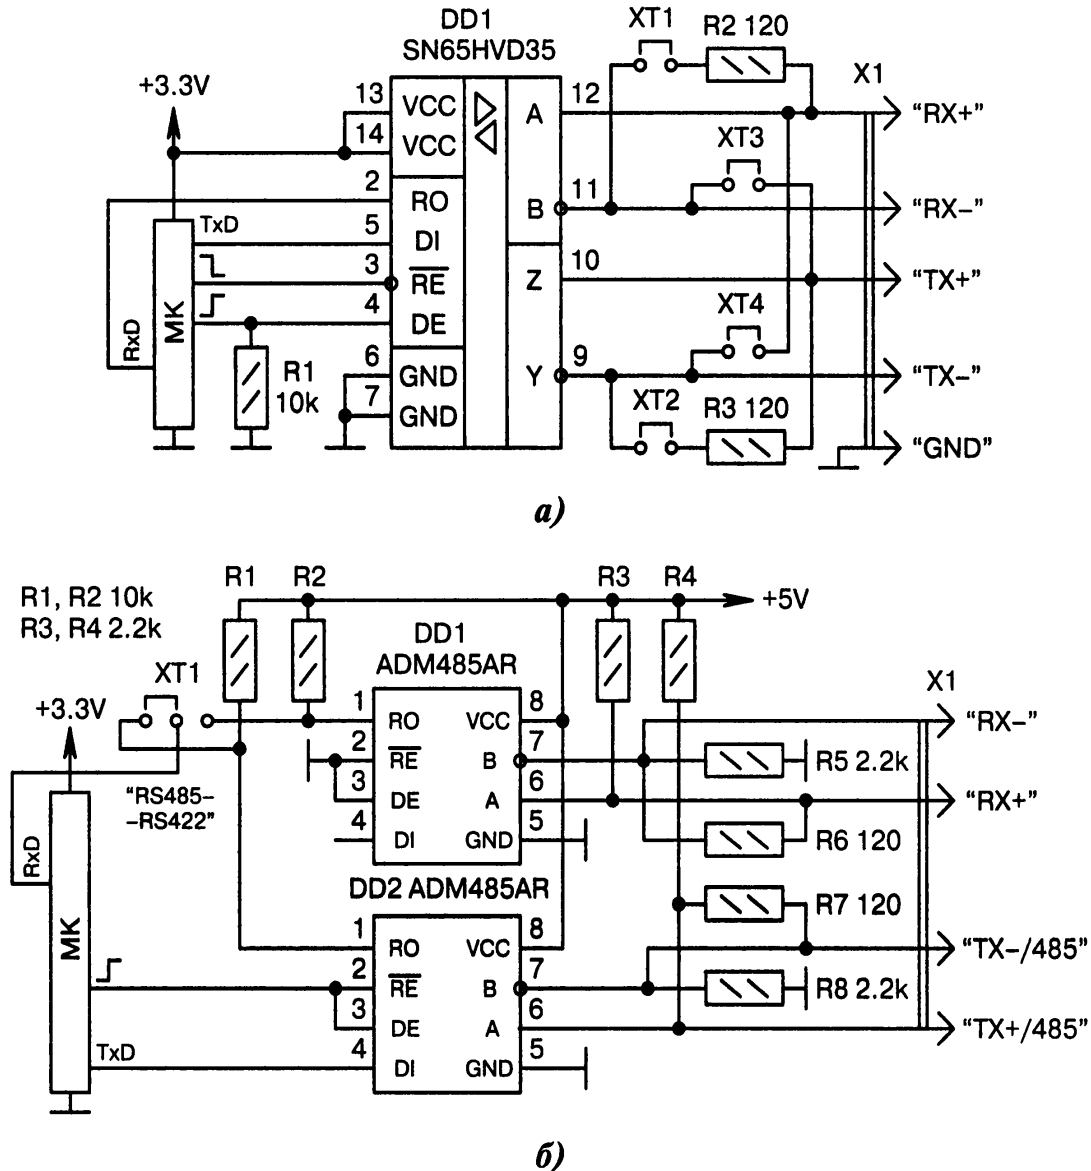 DD1
SN65HVD35
XT1
R2 120
X1
+3.3V
13
VCC
14
VCC
2
RO
5
DI
3
RE
4
DE
6
GND
7
GND
A
12
B
11
Z
10
Y
9
TxD
RxD
MK
R1
10k
XT3
XT4
XT2
R3 120
“RX+”
“RX–”
“TX+”
“TX–”
“GND”
а)
R1, R2 10k
R3, R4 2.2k
R1
R2
R3
R4
+5V
DD1
ADM485AR
XT1
+3.3V
“RS485–
–RS422”
RxD
MK
TxD
1
RO
VCC
8
2
RE
B
7
3
DE
A
6
4
DI
GND
5
DD2 ADM485AR
1
RO
VCC
8
2
RE
B
7
3
DE
A
6
4
DI
GND
5
X1
“RX–”
R5 2.2k
“RX+”
R6 120
R7 120
“TX–/485”
R8 2.2k
“TX+/485”
б)